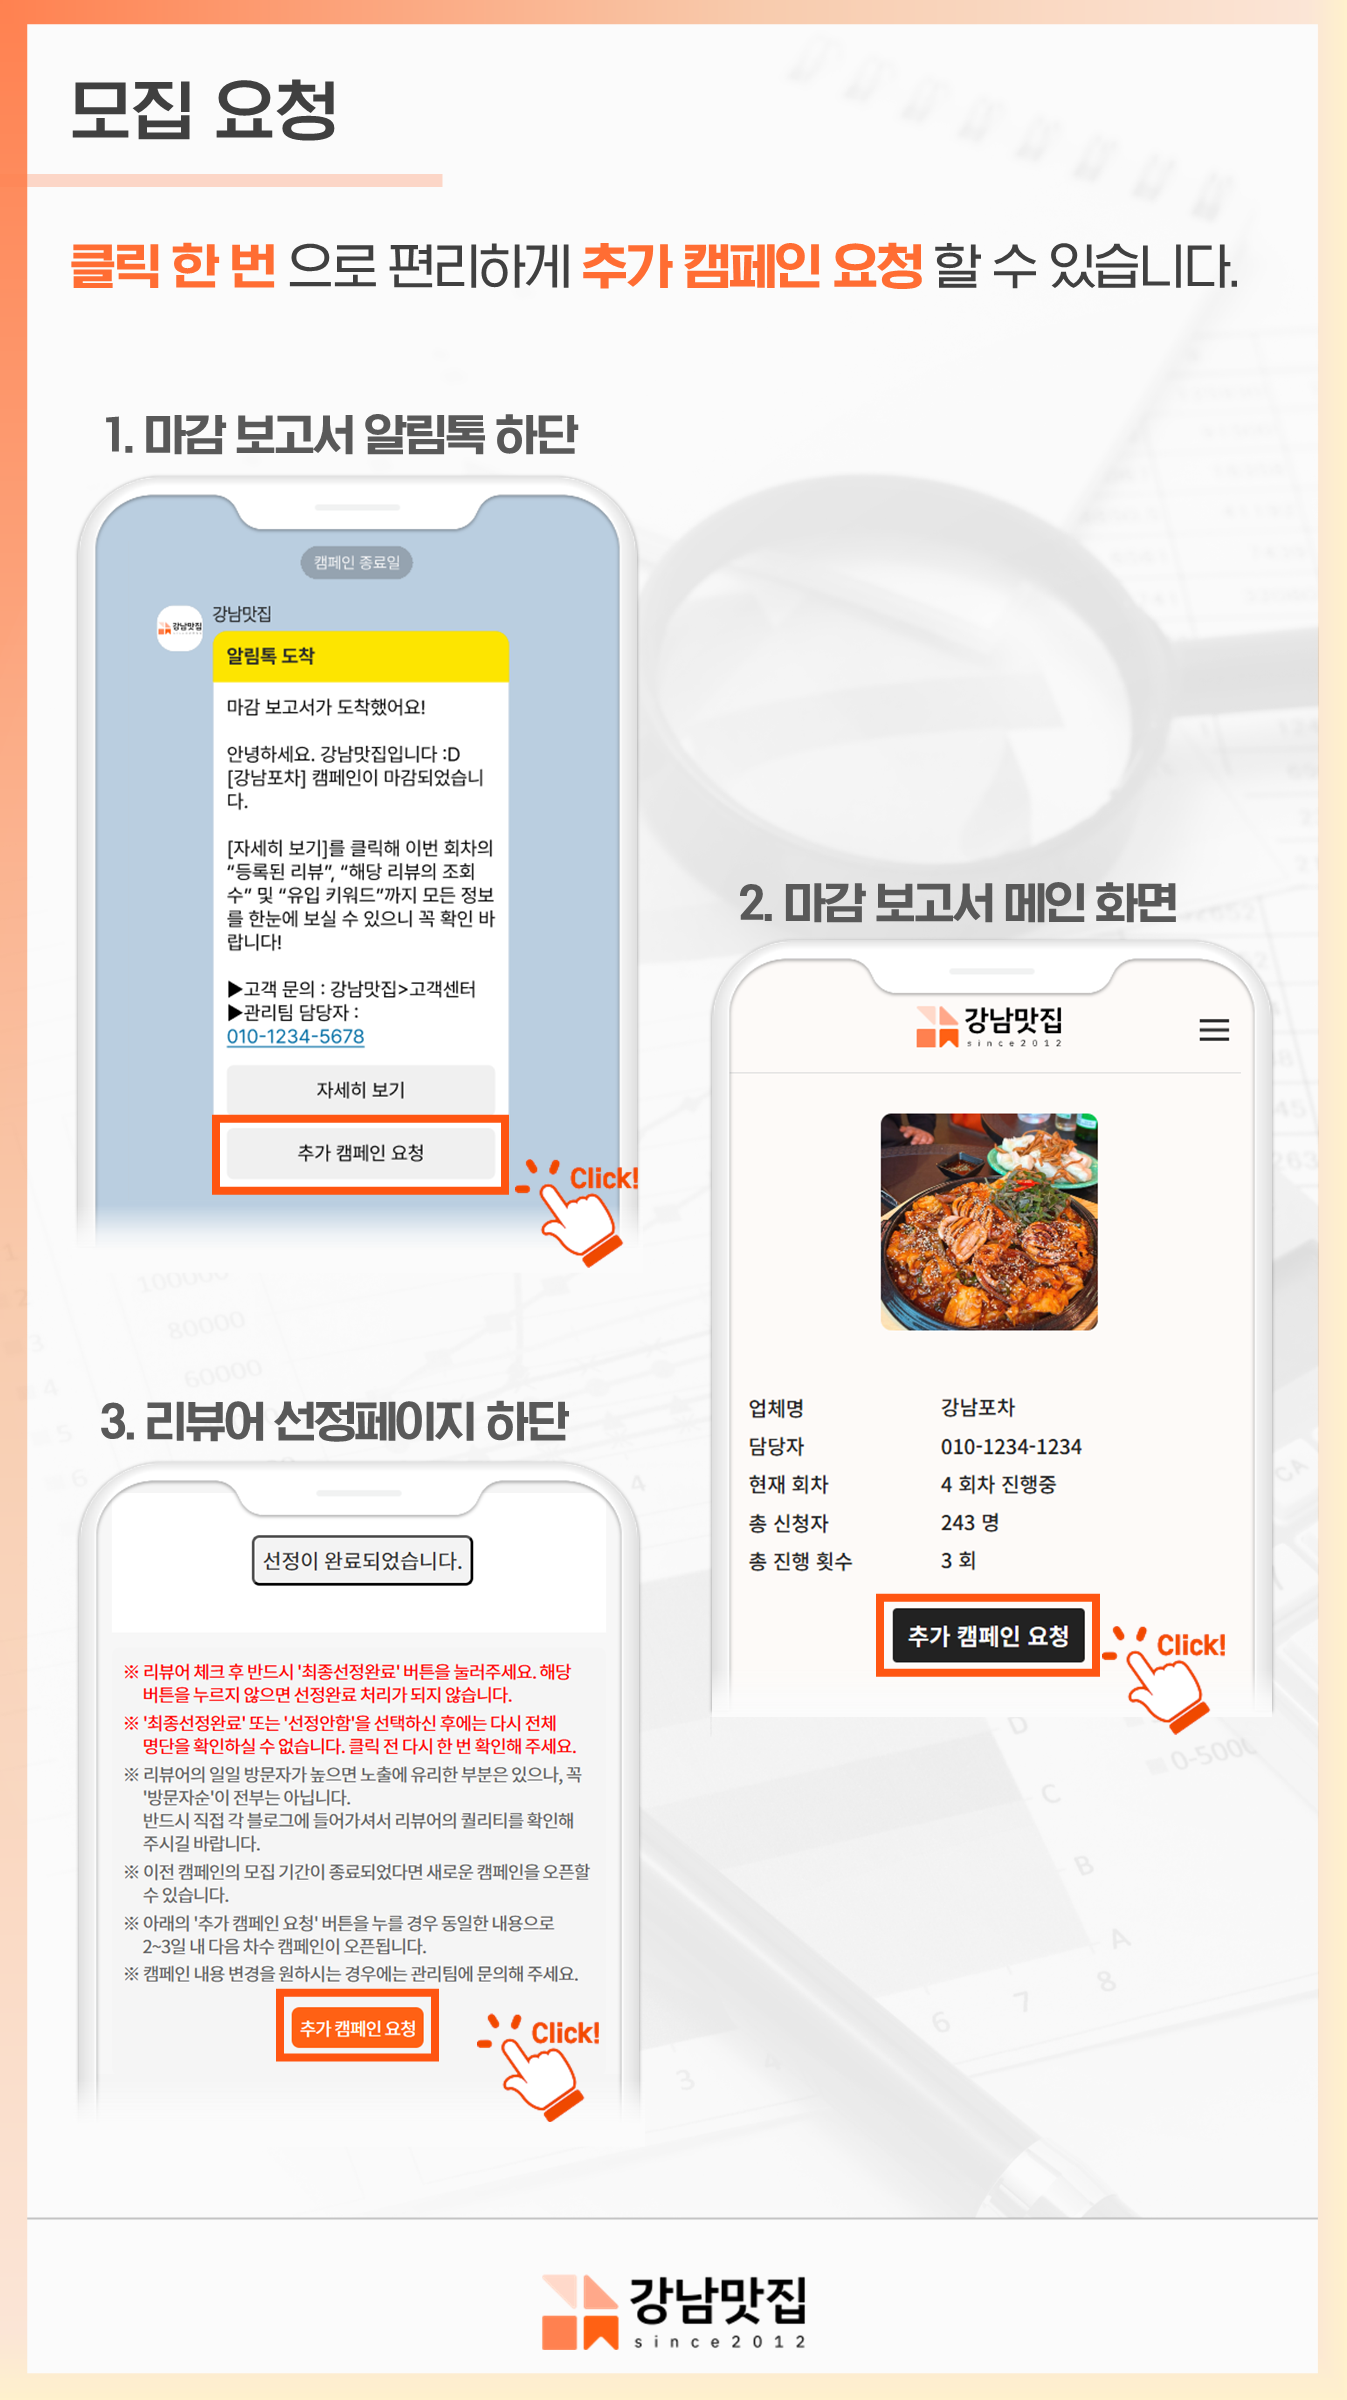 모집 요청
클릭 한 번 으로 편리하게 추가 캠페인 요청 할 수 있습니다.
1. 마감 보고서 알림톡 하단
캠페인 종료일
강남맛집
강남맛집
알림톡 도착
마감 보고서가 도착했어요!
안녕하세요. 강남맛집입니다 :D
[강남포차] 캠페인이 마감되었습니
다.
[자세히 보기]를 클릭해 이번 회차의
“등록된 리뷰”, “해당 리뷰의 조회
수” 및 “유입 키워드”까지 모든 정보
를 한눈에 보실 수 있으니 꼭 확인 바
랍니다!
▶고객 문의 : 강남맛집>고객센터
▶관리팀 담당자 :
010-1234-5678
자세히 보기
추가 캠페인 요청
Click!
2. 마감 보고서 메인 화면
강남맛집
since2012
업체명 강남포차
담당자 010-1234-1234
현재 회차 4 회차 진행중
총 신청자 243 명
총 진행 횟수 3 회
추가 캠페인 요청
Click!
3. 리뷰어 선정페이지 하단
선정이 완료되었습니다.
※ 리뷰어 체크 후 반드시 '최종선정완료' 버튼을 눌러주세요. 해당
버튼을 누르지 않으면 선정완료 처리가 되지 않습니다.
※ '최종선정완료' 또는 '선정안함'을 선택하신 후에는 다시 전체
명단을 확인하실 수 없습니다. 클릭 전 다시 한 번 확인해 주세요.
※ 리뷰어의 일일 방문자가 높으면 노출에 유리한 부분은 있으나, 꼭
'방문자순'이 전부는 아닙니다.
반드시 직접 각 블로그에 들어가셔서 리뷰어의 퀄리티를 확인해
주시길 바랍니다.
※ 이전 캠페인의 모집 기간이 종료되었다면 새로운 캠페인을 오픈할
수 있습니다.
※ 아래의 '추가 캠페인 요청' 버튼을 누를 경우 동일한 내용으로
2~3일 내 다음 차수 캠페인이 오픈됩니다.
※ 캠페인 내용 변경을 원하시는 경우에는 관리팀에 문의해 주세요.
추가 캠페인 요청
Click!
100000
80000
60000
0-5000
D
C
B
A
8
7
6
4
3
강남맛집
since2012